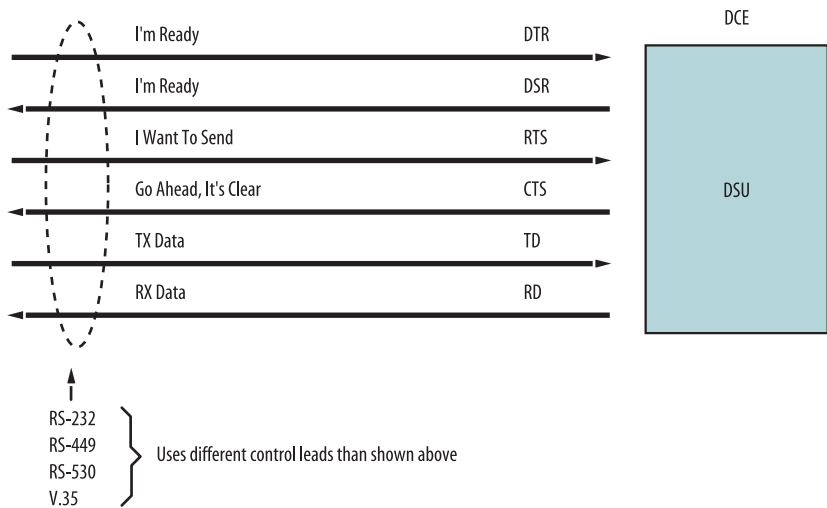 DCE
I'm Ready DTR
I'm Ready DSR
I Want To Send RTS
Go Ahead, It's Clear CTS
DSU
TX Data TD
RX Data RD
RS-232
RS-449
RS-530
V.35
Uses different control leads than shown above